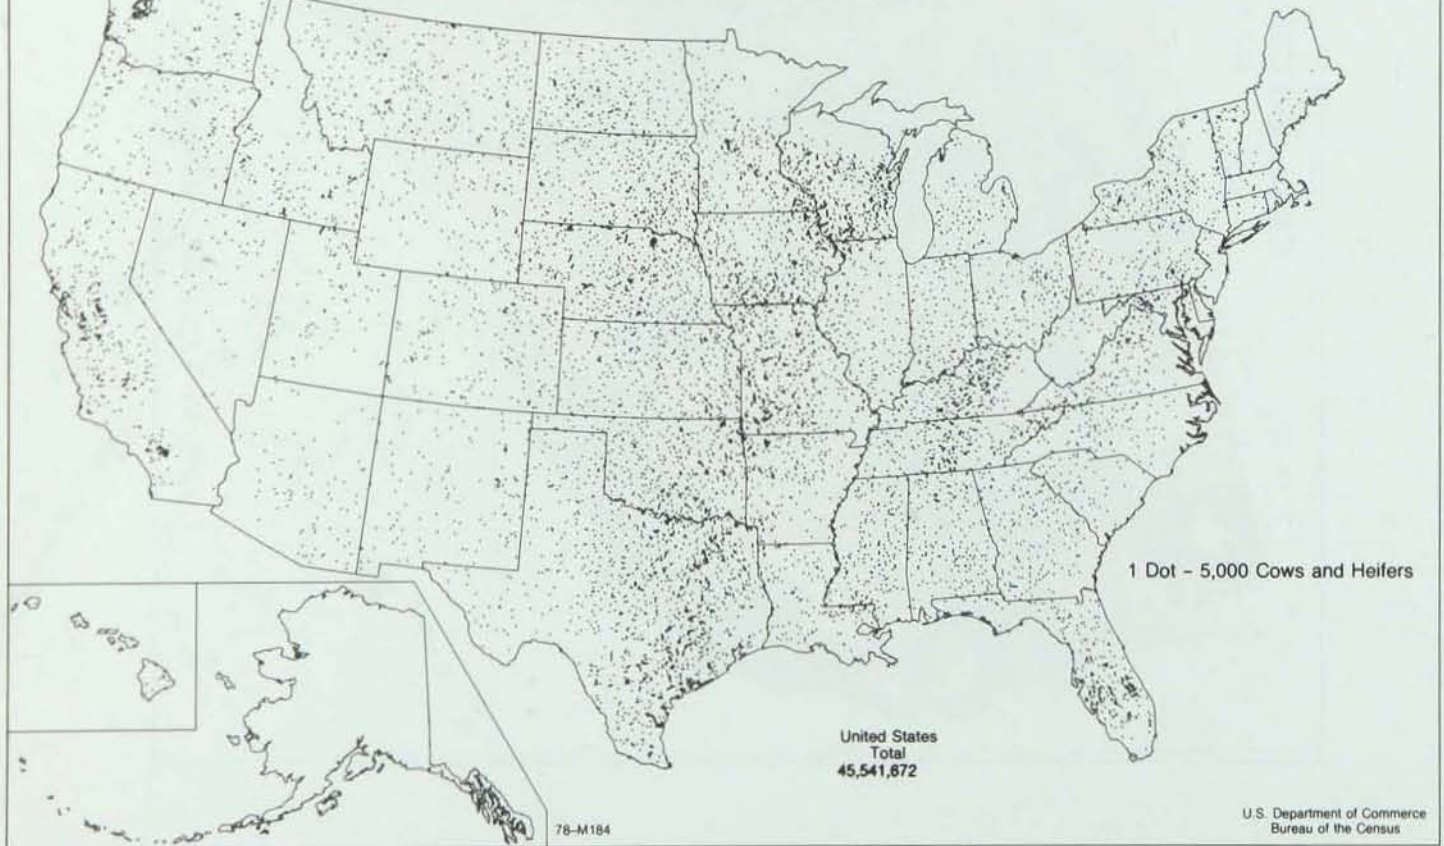 1 Dot – 5,000 Cows and Heifers
United States
Total
45,541,672
78–M184
U.S. Department of Commerce
Bureau of the Census